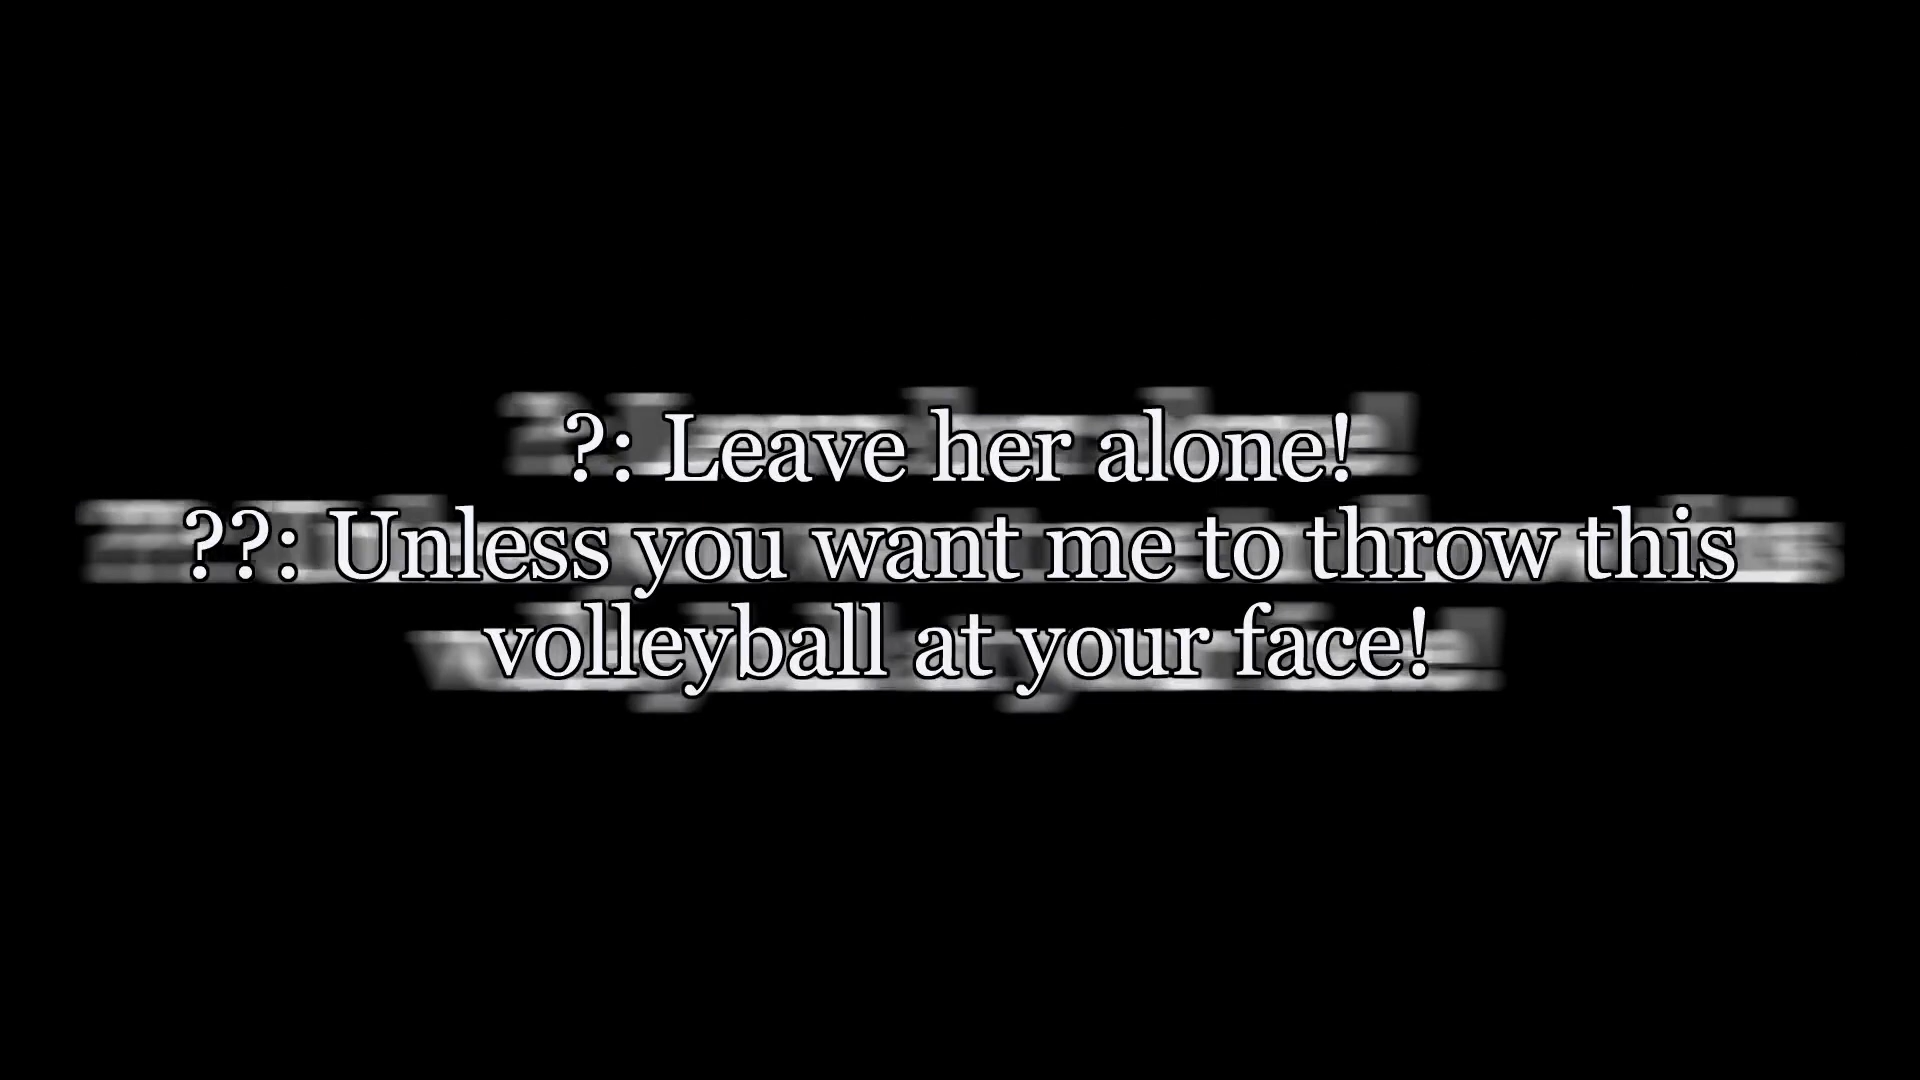 ?: Leave her alone!
??: Unless you want me to throw this
volleyball at your face!